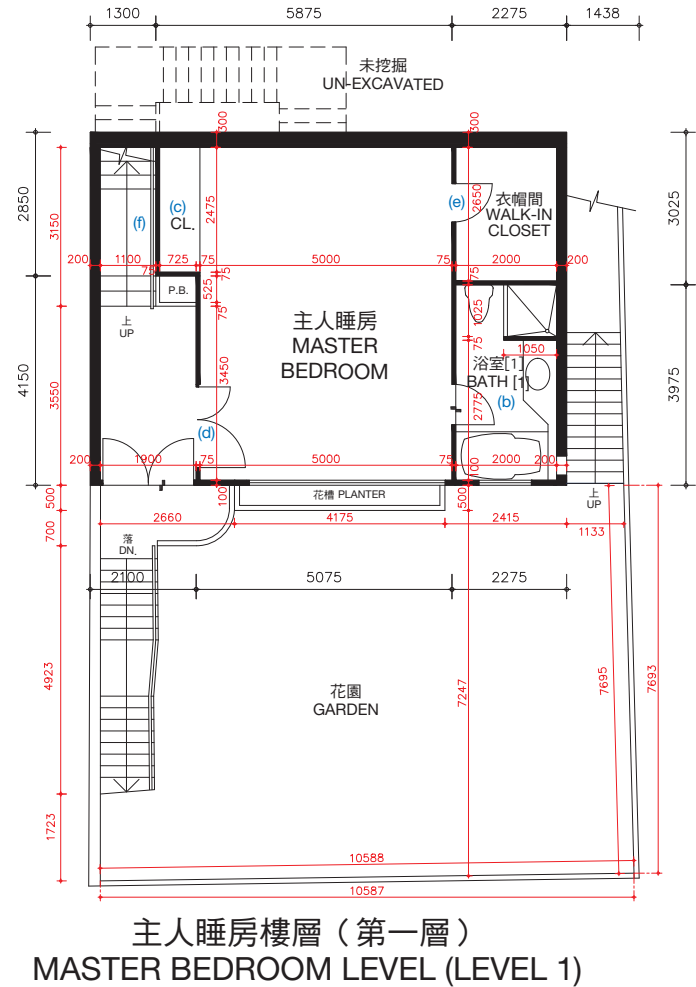 1300 5875 2275 1438
未挖掘
UN-EXCAVATED
300 300
2850 3150 2475 2650 3025
(f) (c) (e)
CL.
衣帽間
WALK-IN
CLOSET
200 1100 725 75 5000 75 2000 200
75 75 75
525
P.B.
75
1025
上
UP
主人睡房
MASTER
BEDROOM
75
1050
浴室[1]
BATH [1]
(b)
4150 3550 3450 2775 3975
(d)
200 1900 75 5000 75 2000 200
100 100
500 花槽 PLANTER 500
上
UP
700 2660 4175 2415 1133
落
DN.
2100 5075 2275
4923 7247 7695 7693
花園
GARDEN
1723
10588
10587
主人睡房樓層（第一層）
MASTER BEDROOM LEVEL (LEVEL 1)